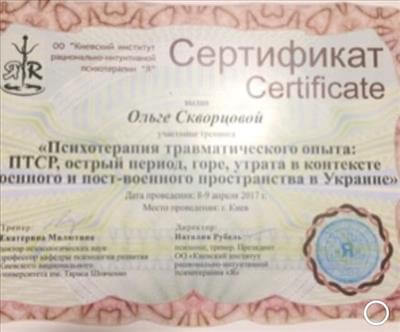 ОО "Киевский институт
рационально-интуитивной
психотерапии "Я"
Я R
Сертификат
Certificate
выдан
Ольге Скворцовой
участнице тренинга
«Психотерапия травматического опыта:
ПТСР, острый период, горе, утрата в контексте
военного и пост-военного пространства в Украине»
Дата проведения: 8-9 апреля 2017 г.
Место проведения: г. Киев
Тренер:
Екатерина Милютина
доктор психологических наук
профессор кафедры психологии развития
Киевского национального
университета им. Тараса Шевченко
Директор:
Наталия Рубель
психолог, тренер, Президент
ОО «Киевский институт
рационально-интуитивной
психотерапии «Я»
Я